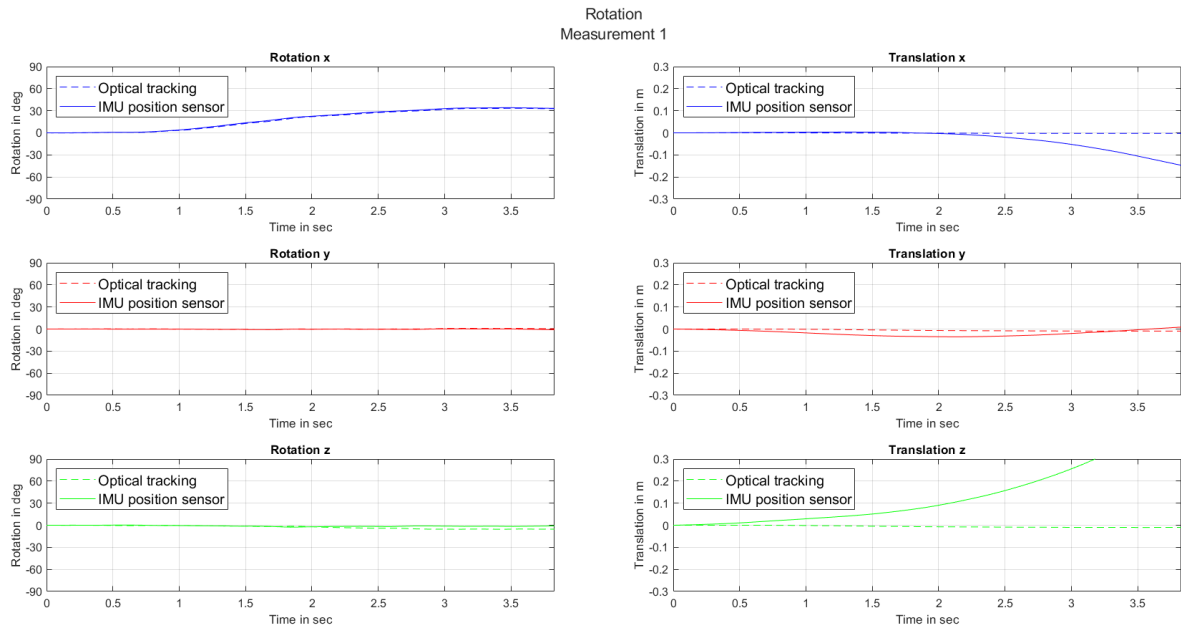 Rotation
Measurement 1
Rotation x
Rotation in deg
90
60
30
0
-30
-60
-90
Optical tracking
IMU position sensor
0 0.5 1 1.5 2 2.5 3 3.5
Time in sec
Translation x
Translation in m
0.3
0.2
0.1
0
-0.1
-0.2
-0.3
Optical tracking
IMU position sensor
0 0.5 1 1.5 2 2.5 3 3.5
Time in sec
Rotation y
Rotation in deg
90
60
30
0
-30
-60
-90
Optical tracking
IMU position sensor
0 0.5 1 1.5 2 2.5 3 3.5
Time in sec
Translation y
Translation in m
0.3
0.2
0.1
0
-0.1
-0.2
-0.3
Optical tracking
IMU position sensor
0 0.5 1 1.5 2 2.5 3 3.5
Time in sec
Rotation z
Rotation in deg
90
60
30
0
-30
-60
-90
Optical tracking
IMU position sensor
0 0.5 1 1.5 2 2.5 3 3.5
Time in sec
Translation z
Translation in m
0.3
0.2
0.1
0
-0.1
-0.2
-0.3
Optical tracking
IMU position sensor
0 0.5 1 1.5 2 2.5 3 3.5
Time in sec